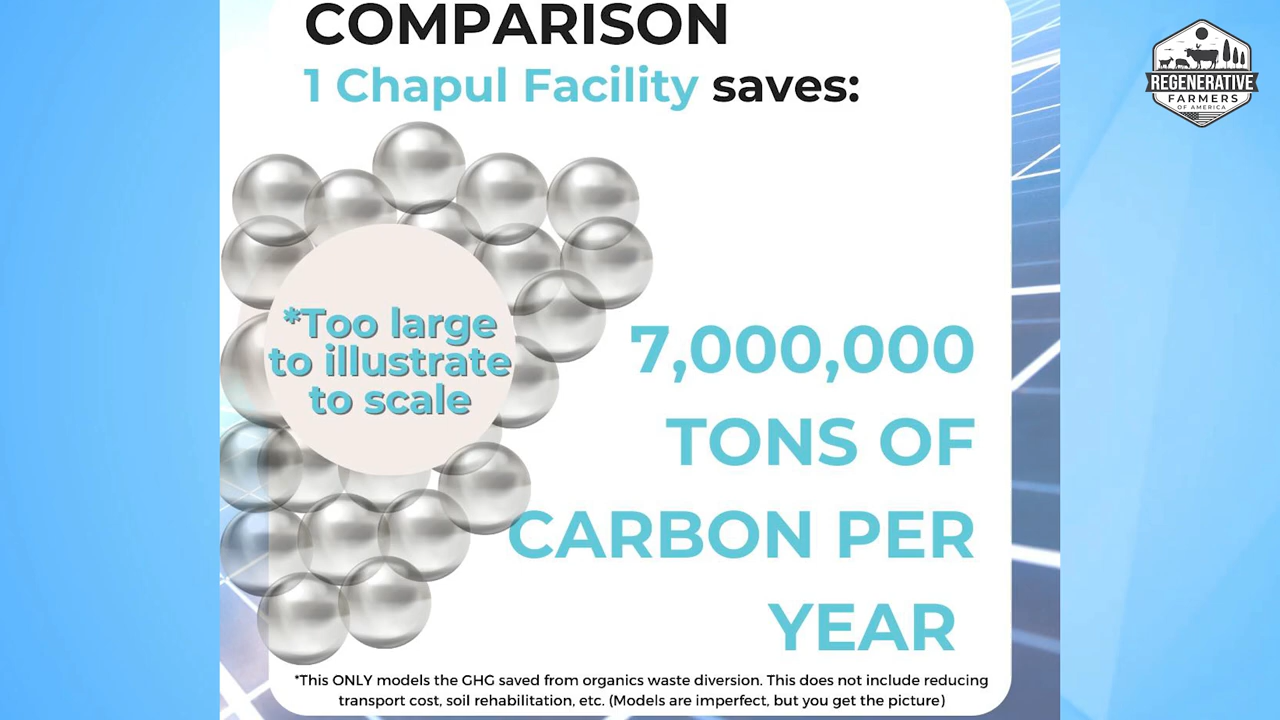 COMPARISON
1 Chapul Facility saves:
REGENERATIVE
FARMERS
OF AMERICA
*Too large
to illustrate
to scale
7,000,000
TONS OF
CARBON PER
YEAR
*This ONLY models the GHG saved from organics waste diversion. This does not include reducing
transport cost, soil rehabilitation, etc. (Models are imperfect, but you get the picture)